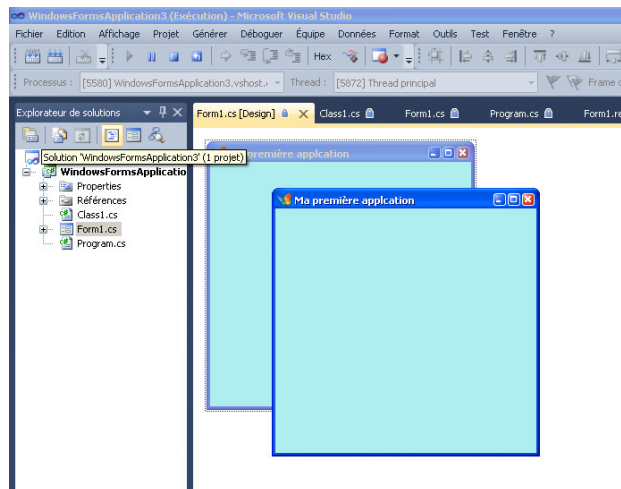 WindowsFormsApplication3 (Exécution) - Microsoft Visual Studio
Fichier Edition Affichage Projet Générer Déboguer Équipe Données Format Outils Test Fenêtre ?
Hex
Processus : [5580] WindowsFormsApplication3.vshost. Thread : [5872] Thread principal Frame
Explorateur de solutions
Form1.cs [Design] Class1.cs Form1.cs Program.cs Form1.re
Solution 'WindowsFormsApplication3' (1 projet)
première applcation
WindowsFormsApplicatio
Properties
Références
Class1.cs
Form1.cs
Program.cs
Ma première applcation